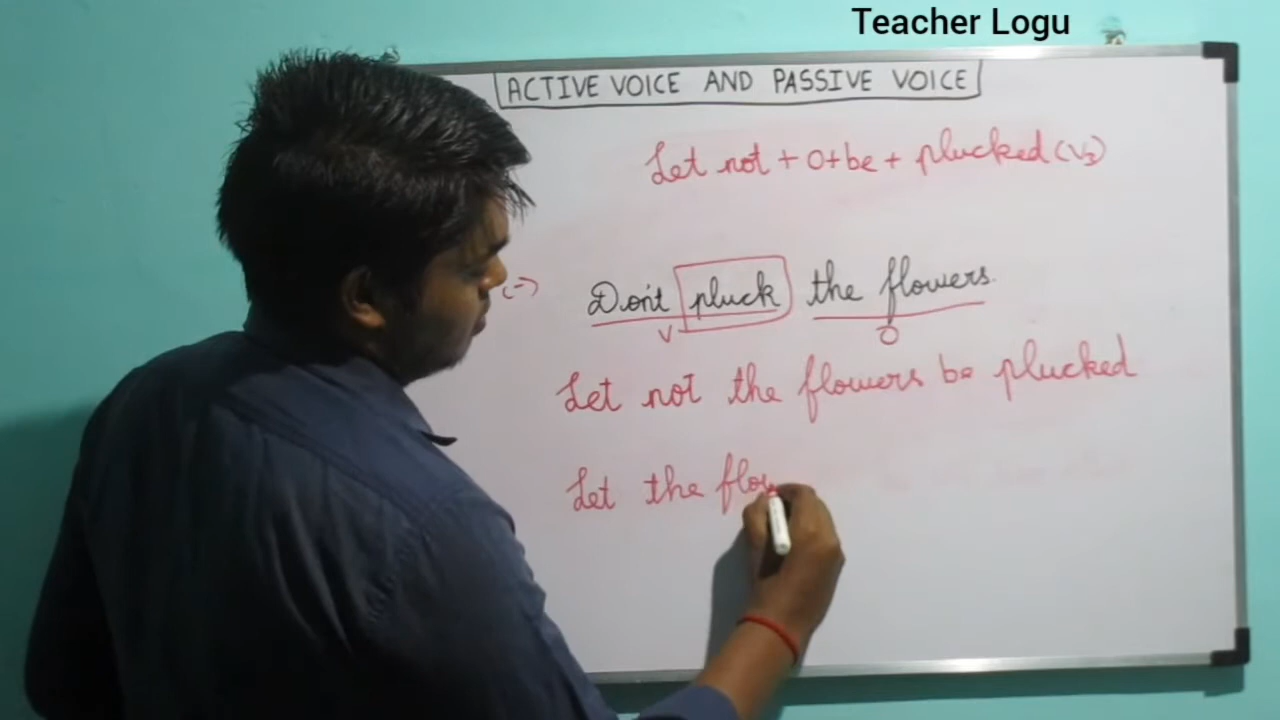 Teacher Logu
ACTIVE VOICE AND PASSIVE VOICE
Let not + O + be + plucked (V3)
(-) Don't pluck the flowers.
V O
Let not the flowers be plucked
Let the flow